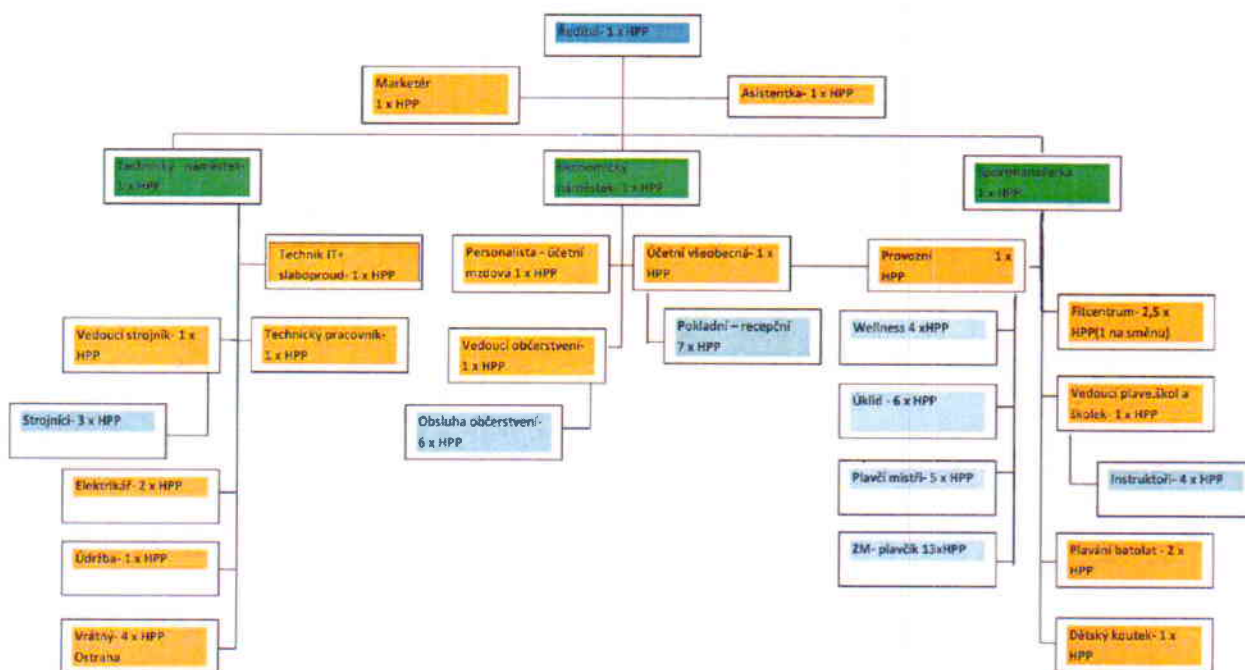 Ředitel- 1 x HPP
Marketér
1 x HPP
Asistentka- 1 x HPP
Technický náměstek-
1 x HPP
Ekonomický
náměstek- 1 x HPP
1 x HPP
Technik IT+
slaboproud- 1 x HPP
Personalista - účetní
mzdova 1 x HPP
Účetní všeobecná- 1 x
HPP
Provozní 1 x
HPP
Vedoucí strojník- 1 x
HPP
Technický pracovník-
1 x HPP
Vedoucí občerstvení-
1 x HPP
Pokladní – recepční
7 x HPP
Wellness 4 xHPP
Fitcentrum- 2,5 x
HPP(1 na směnu)
Strojníci- 3 x HPP
Obsluha občerstvení-
6 x HPP
Úklid - 6 x HPP
Vedoucí plave.škol a
školek- 1 x HPP
Elektrikář- 2 x HPP
Plavčí mistři- 5 x HPP
Instruktoři- 4 x HPP
Údržba- 1 x HPP
ZM- plavčík 13xHPP
Plavání batolat - 2 x
HPP
Vrátný- 4 x HPP
Ostraha
Dětský koutek- 1 x
HPP